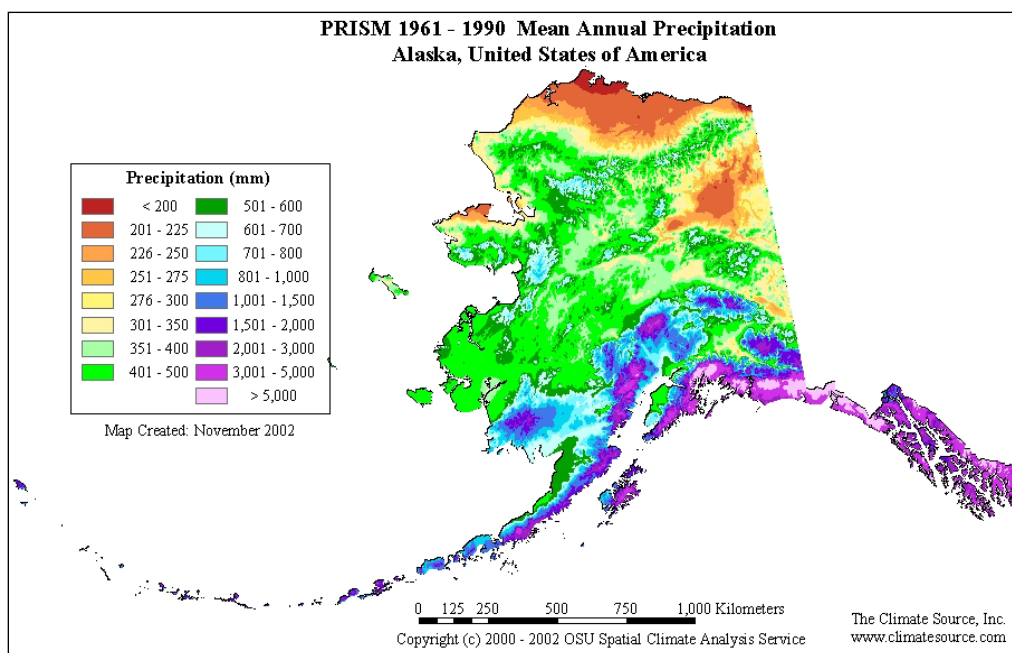 PRISM 1961 - 1990 Mean Annual Precipitation
Alaska, United States of America
Precipitation (mm)
< 200
201 - 225
226 - 250
251 - 275
276 - 300
301 - 350
351 - 400
401 - 500
501 - 600
601 - 700
701 - 800
801 - 1,000
1,001 - 1,500
1,501 - 2,000
2,001 - 3,000
3,001 - 5,000
> 5,000
Map Created: November 2002
0 125 250 500 750 1,000 Kilometers
Copyright (c) 2000 - 2002 OSU Spatial Climate Analysis Service
The Climate Source, Inc.
www.climatesource.com